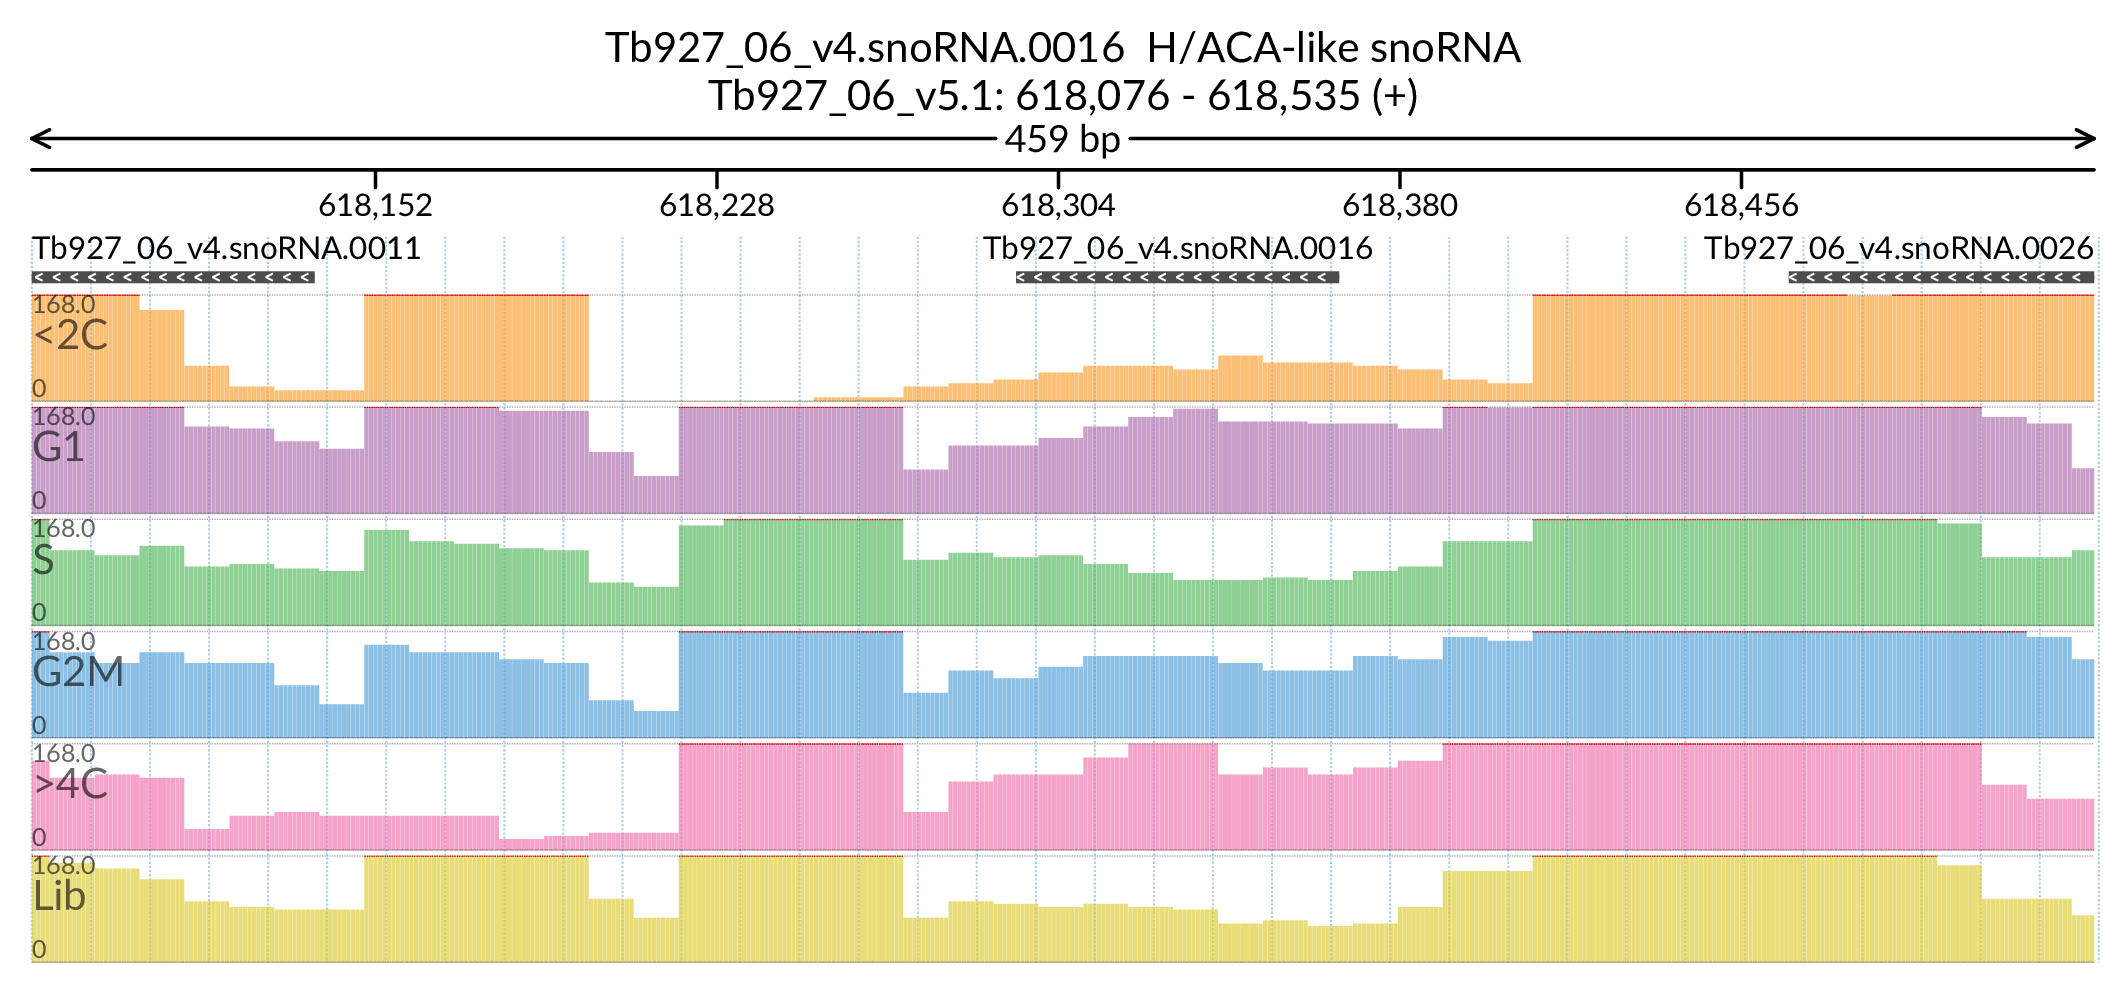 Tb927_06_v4.snoRNA.0016  H/ACA-like snoRNA
Tb927_06_v5.1: 618,076 - 618,535 (+)
459 bp
618,152 618,228 618,304 618,380 618,456
Tb927_06_v4.snoRNA.0011 Tb927_06_v4.snoRNA.0016 Tb927_06_v4.snoRNA.0026
168.0
<2C
0
168.0
G1
0
168.0
S
0
168.0
G2M
0
168.0
>4C
0
168.0
Lib
0